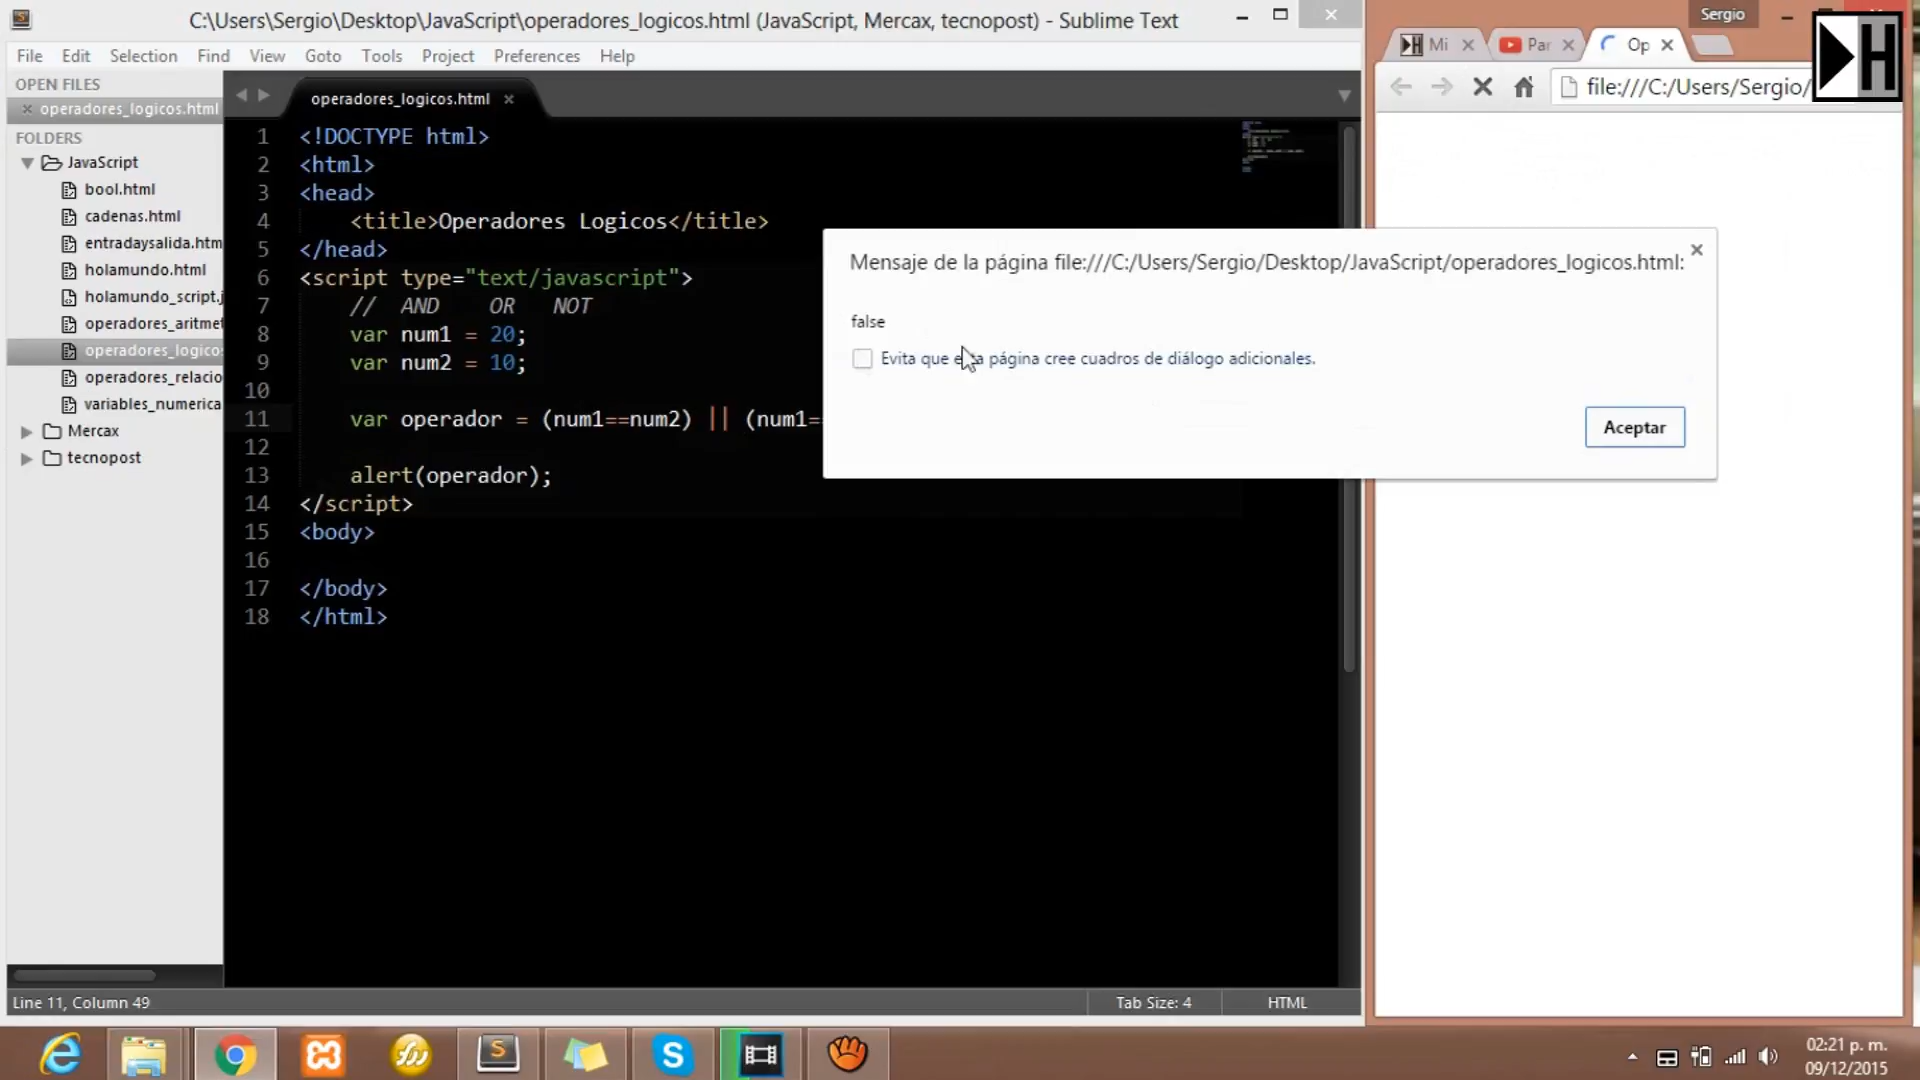 C:\Users\Sergio\Desktop\JavaScript\operadores_logicos.html (JavaScript, Mercax, tecnopost) - Sublime Text
File Edit Selection Find View Goto Tools Project Preferences Help
OPEN FILES
operadores_logicos.html
FOLDERS
JavaScript
bool.html
cadenas.html
entradaysalida.htm
holamundo.html
holamundo_script.j
operadores_aritmet
operadores_logico
operadores_relacio
variables_numerica
Mercax
tecnopost
operadores_logicos.html
1 <!DOCTYPE html>
2 <html>
3 <head>
4 <title>Operadores Logicos</title>
5 </head>
6 <script type="text/javascript">
7 // AND OR NOT
8 var num1 = 20;
9 var num2 = 10;
10
11 var operador = (num1==num2) || (num1=
12
13 alert(operador);
14 </script>
15 <body>
16
17 </body>
18 </html>
Line 11, Column 49
Tab Size: 4
HTML
Sergio
Mi
Par
Op
file:///C:/Users/Sergio/
H
Mensaje de la página file:///C:/Users/Sergio/Desktop/JavaScript/operadores_logicos.html:
false
Evita que esta página cree cuadros de diálogo adicionales.
Aceptar
02:21 p. m.
09/12/2015